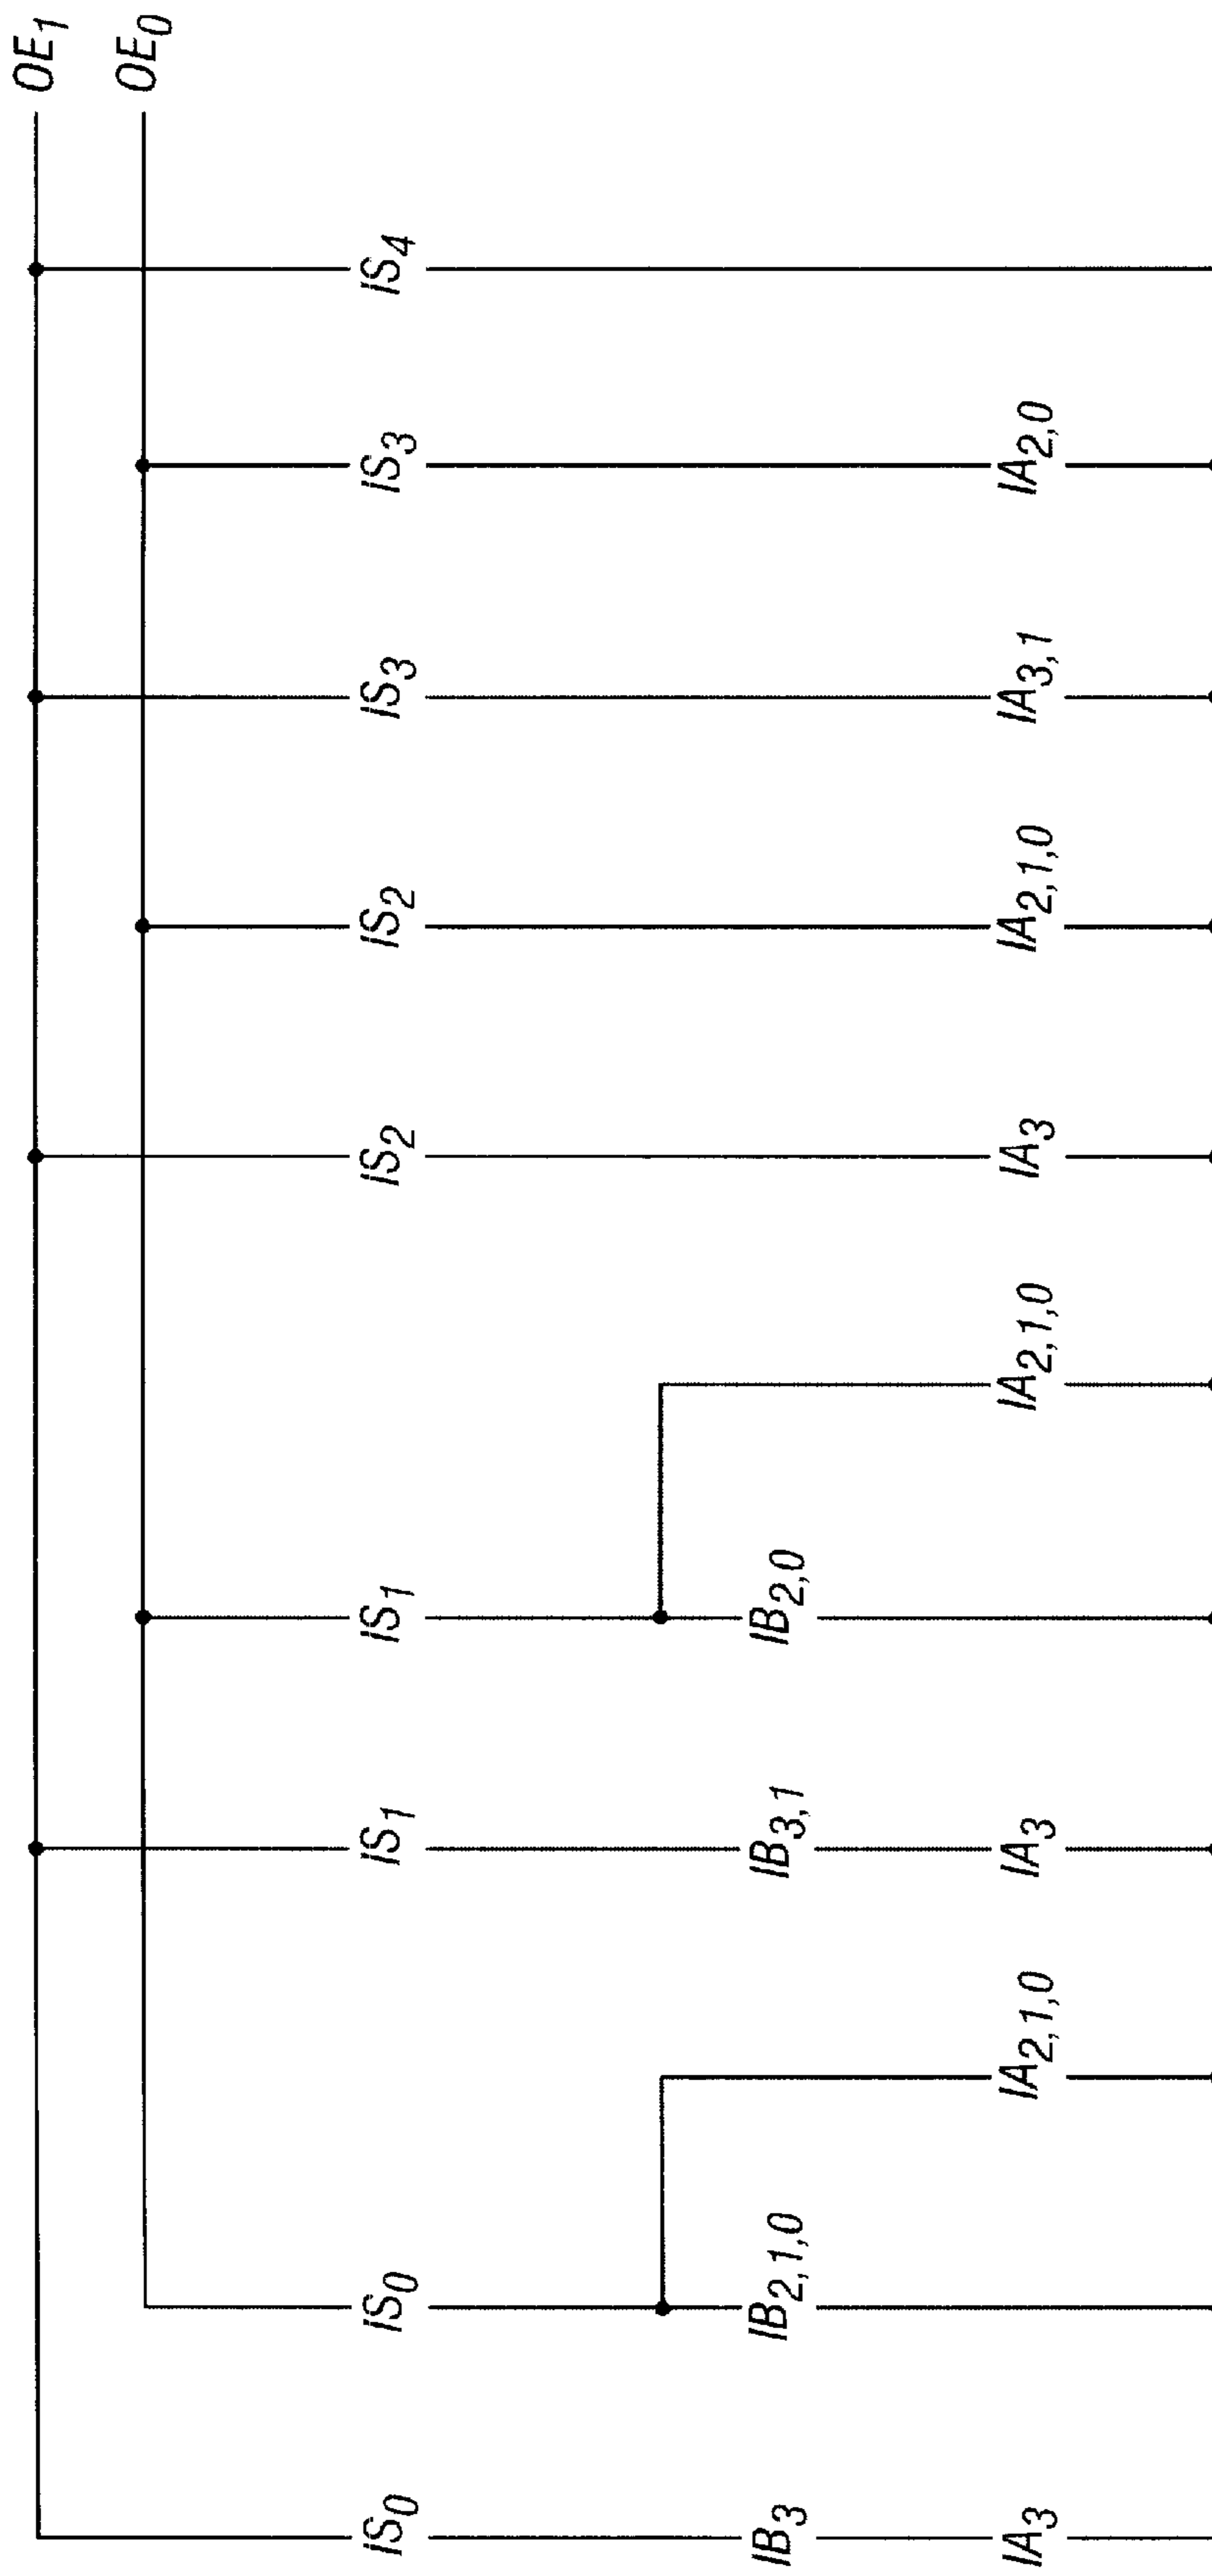 OE1
OE0
IS0
IS0
IS1
IS1
IS2
IS2
IS3
IS3
IS4
IB3
IB2,1,0
IB3,1
IB2,0
IA3
IA2,1,0
IA3
IA2,1,0
IA3
IA2,1,0
IA3,1
IA2,0